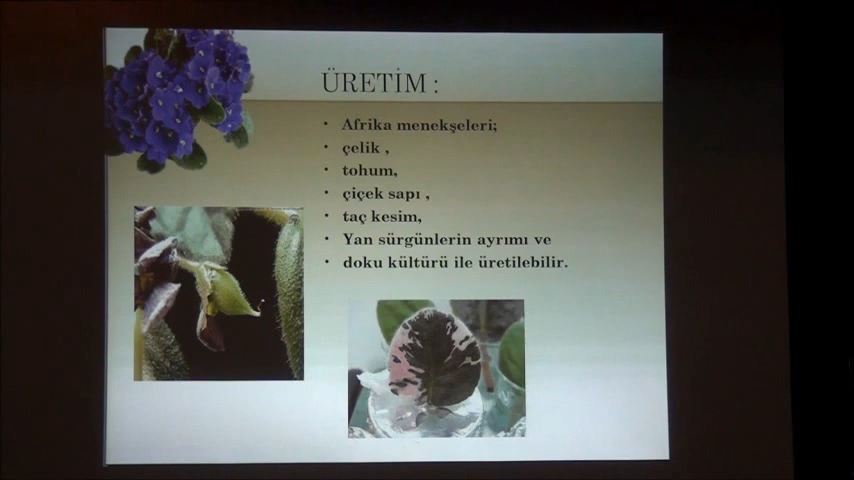 ÜRETİM :
• Afrika menekşeleri;
• çelik ,
• tohum,
• çiçek sapı ,
• taç kesim,
• Yan sürgünlerin ayrımı ve
• doku kültürü ile üretilebilir.